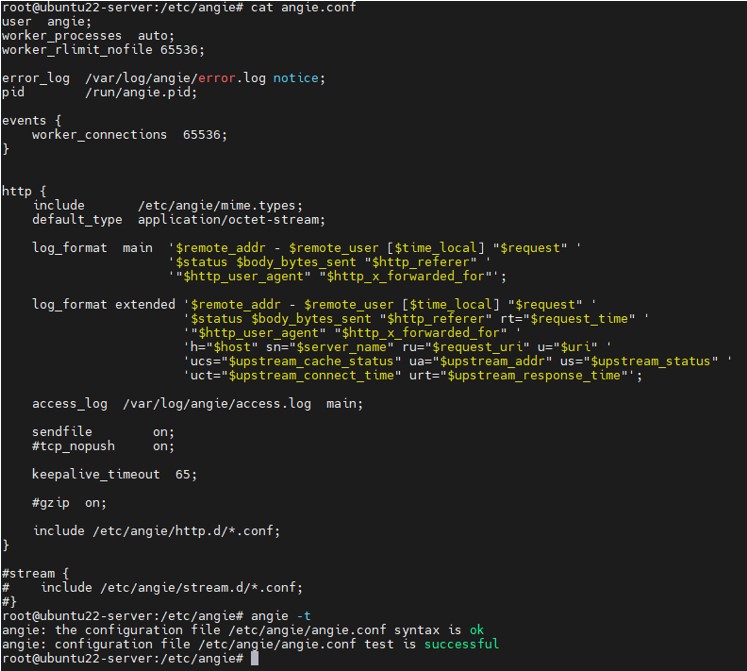 root@ubuntu22-server:/etc/angie# cat angie.conf
user  angie;
worker_processes  auto;
worker_rlimit_nofile 65536;
error_log  /var/log/angie/error.log notice;
pid        /run/angie.pid;
events {
    worker_connections  65536;
}
http {
    include       /etc/angie/mime.types;
    default_type  application/octet-stream;
    log_format  main  '$remote_addr - $remote_user [$time_local] "$request" '
                      '$status $body_bytes_sent "$http_referer" '
                      '"$http_user_agent" "$http_x_forwarded_for"';
    log_format extended '$remote_addr - $remote_user [$time_local] "$request" '
                        '$status $body_bytes_sent "$http_referer" rt="$request_time" '
                        '"$http_user_agent" "$http_x_forwarded_for" '
                        'h="$host" sn="$server_name" ru="$request_uri" u="$uri" '
                        'ucs="$upstream_cache_status" ua="$upstream_addr" us="$upstream_status" '
                        'uct="$upstream_connect_time" urt="$upstream_response_time"';
    access_log  /var/log/angie/access.log  main;
    sendfile        on;
    #tcp_nopush     on;
    keepalive_timeout  65;
    #gzip  on;
    include /etc/angie/http.d/*.conf;
}
#stream {
#    include /etc/angie/stream.d/*.conf;
#}
root@ubuntu22-server:/etc/angie# angie -t
angie: the configuration file /etc/angie/angie.conf syntax is ok
angie: configuration file /etc/angie/angie.conf test is successful
root@ubuntu22-server:/etc/angie#